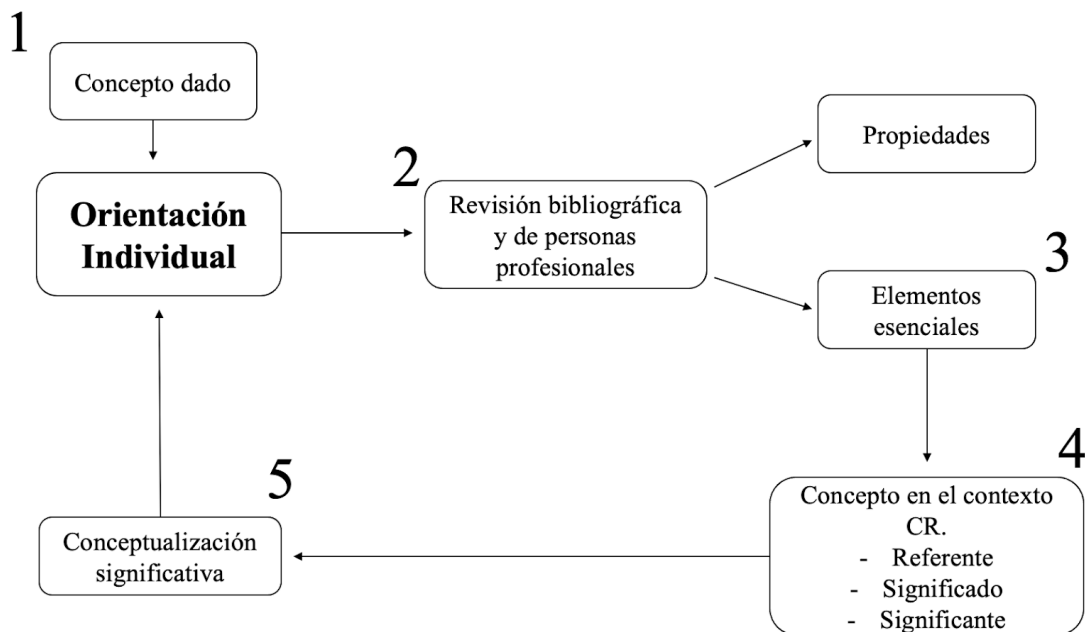 1
Concepto dado
Orientación
Individual
2
Revisión bibliográfica
y de personas
profesionales
Propiedades
3
Elementos
esenciales
4
Concepto en el contexto
CR.
- Referente
- Significado
- Significante
5
Conceptualización
significativa